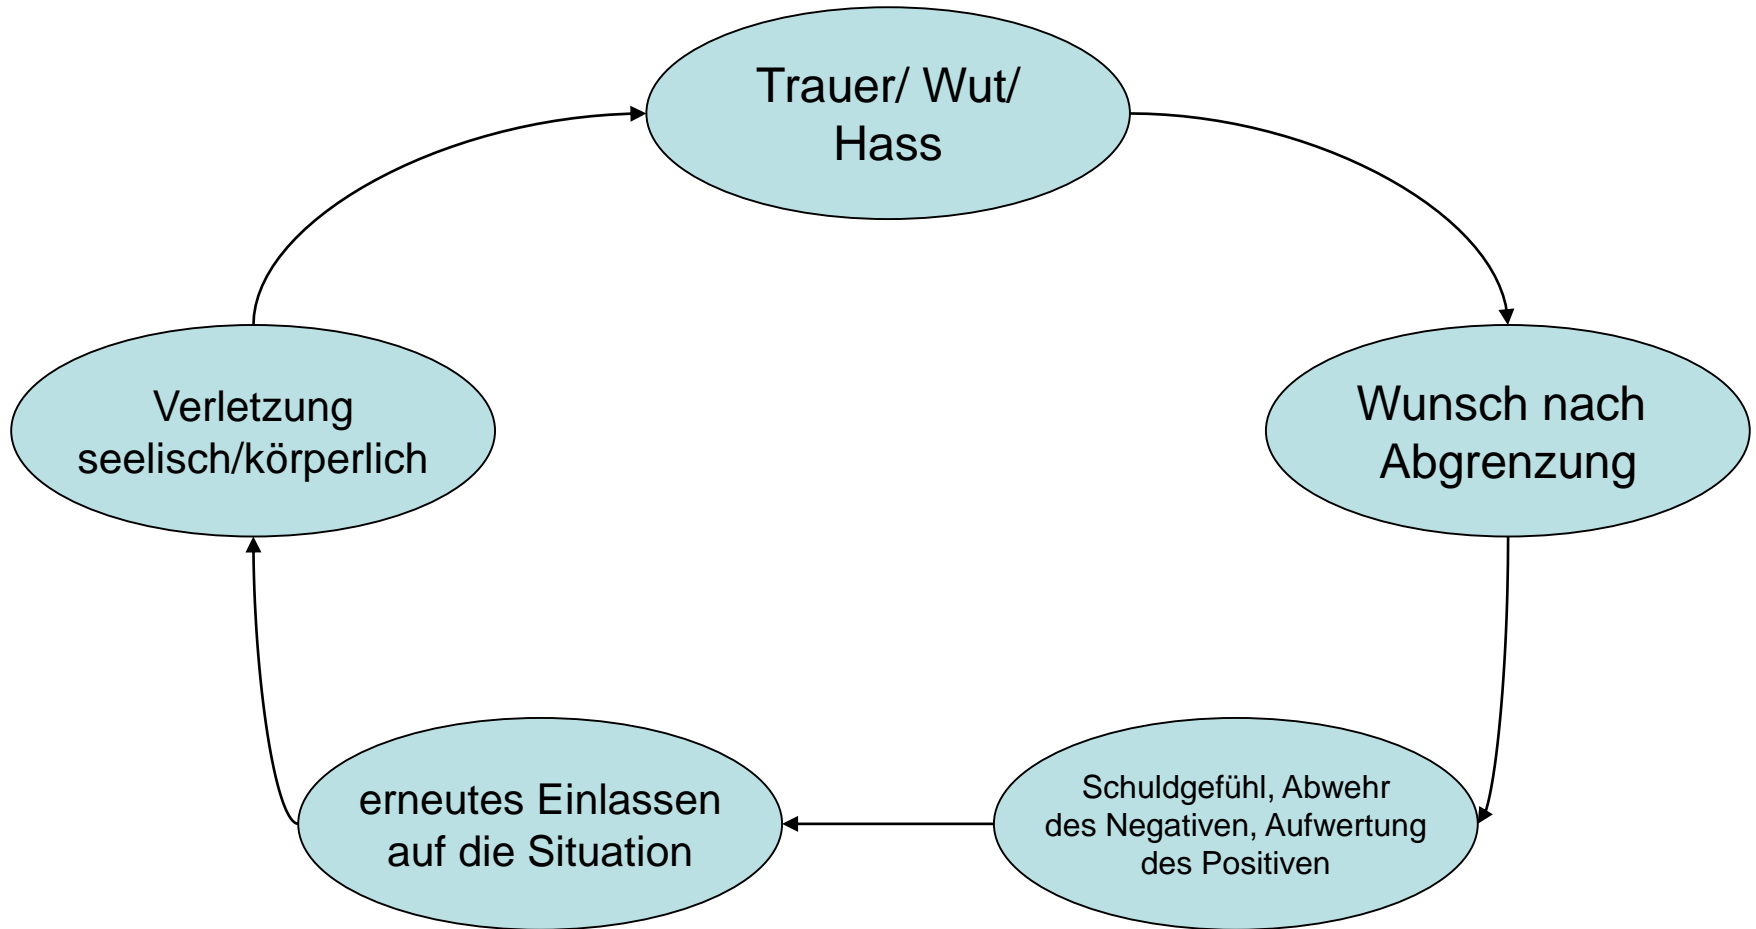 Trauer/ Wut/
Hass
Verletzung
seelisch/körperlich
Wunsch nach
Abgrenzung
erneutes Einlassen
auf die Situation
Schuldgefühl, Abwehr
des Negativen, Aufwertung
des Positiven